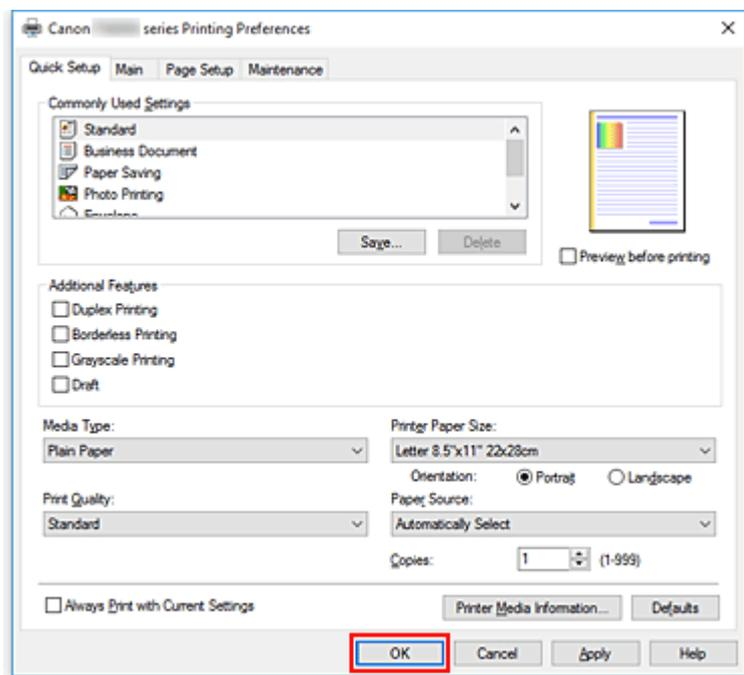 Canon series Printing Preferences
Quick Setup Main Page Setup Maintenance
Commonly Used Settings
Standard
Business Document
Paper Saving
Photo Printing
Envelope
Save... Delete
Preview before printing
Additional Features
Duplex Printing
Borderless Printing
Grayscale Printing
Draft
Media Type:
Plain Paper
Printer Paper Size:
Letter 8.5"x11" 22x28cm
Orientation: Portrait Landscape
Print Quality:
Standard
Paper Source:
Automatically Select
Copies: 1 (1-999)
Always Print with Current Settings
Printer Media Information... Defaults
OK Cancel Apply Help